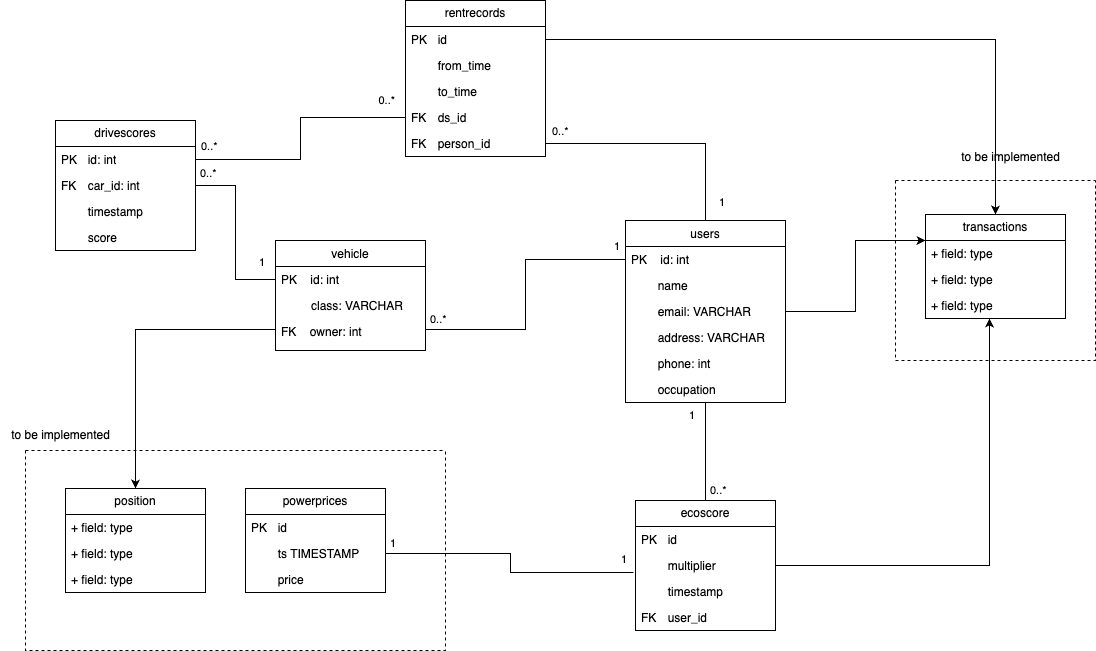 rentrecords
PK id
from_time
to_time
0..*
FK ds_id
FK person_id
0..*
drivescores
0..*
PK id: int
0..*
FK car_id: int
timestamp
score
to be implemented
transactions
+ field: type
+ field: type
+ field: type
1
users
1
PK id: int
name
email: VARCHAR
address: VARCHAR
phone: int
occupation
1
vehicle
1
PK id: int
class: VARCHAR
FK owner: int
0..*
to be implemented
position
+ field: type
+ field: type
+ field: type
powerprices
PK id
ts TIMESTAMP
price
1
0..*
ecoscore
1
PK id
multiplier
timestamp
FK user_id